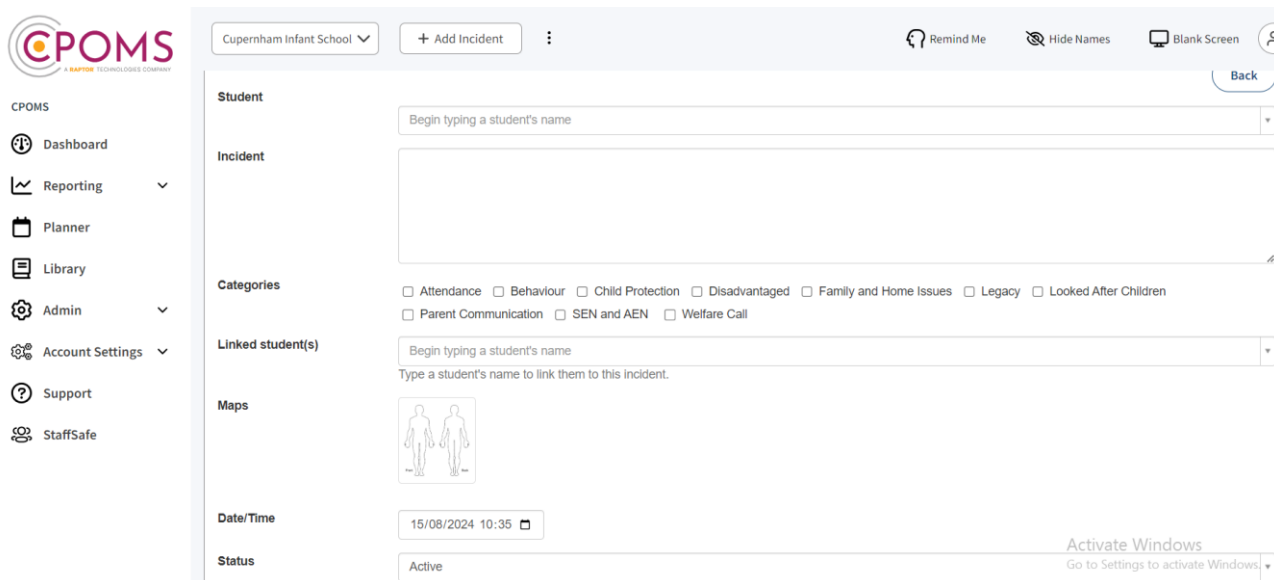 CPOMS
A RAPTOR TECHNOLOGIES COMPANY
Cupernham Infant School
+ Add Incident
Remind Me
Hide Names
Blank Screen
Back
CPOMS
Dashboard
Reporting
Planner
Library
Admin
Account Settings
Support
StaffSafe
Student
Begin typing a student's name
Incident
Categories
Attendance Behaviour Child Protection Disadvantaged Family and Home Issues Legacy Looked After Children
Parent Communication SEN and AEN Welfare Call
Linked student(s)
Begin typing a student's name
Type a student's name to link them to this incident.
Maps
Date/Time
15/08/2024 10:35
Status
Active
Activate Windows
Go to Settings to activate Windows.